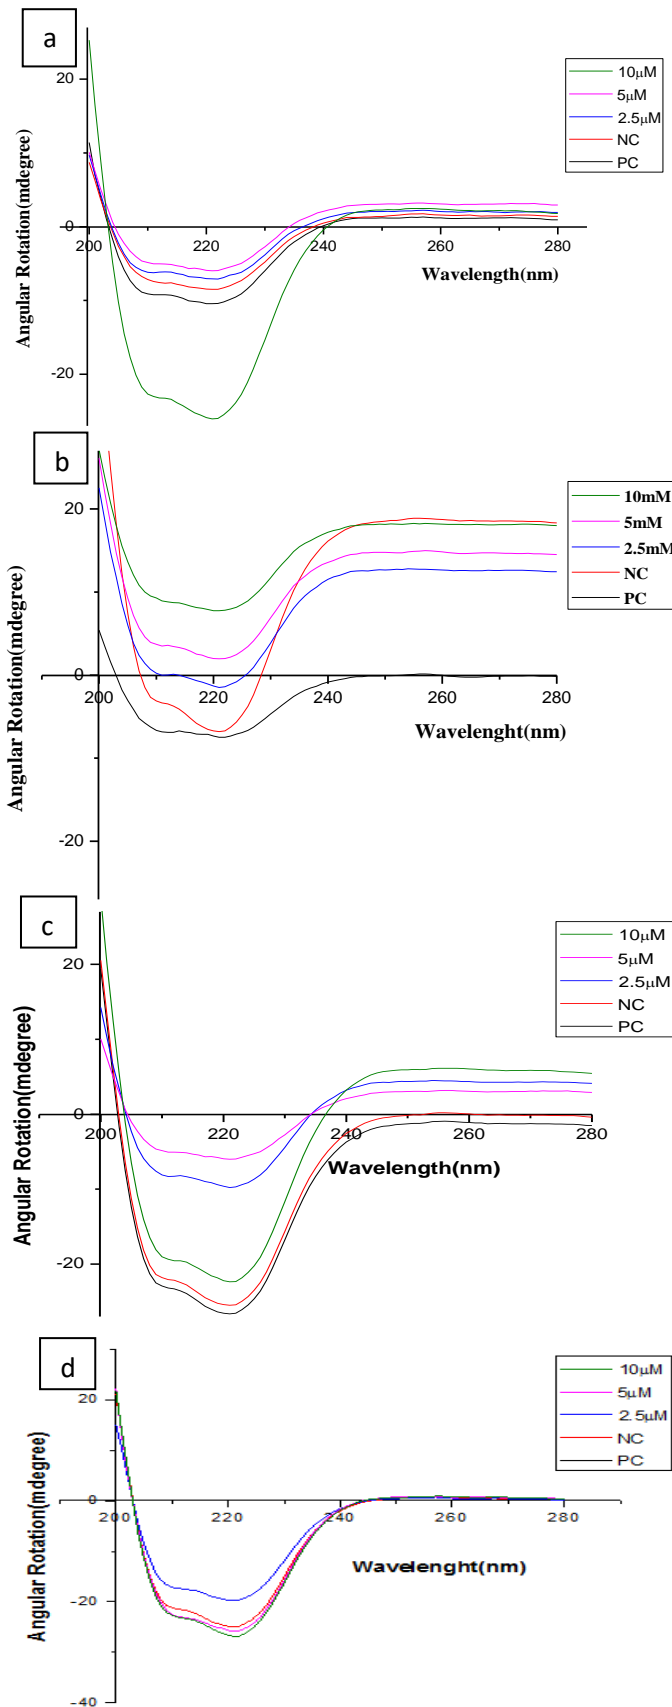 a
20
0
-20
200
220
240
260
280
Angular Rotation(mdegree)
Wavelength(nm)
10μM
5μM
2.5μM
NC
PC
b
20
0
-20
200
220
240
260
280
Angular Rotation(mdegree)
Wavelenght(nm)
10mM
5mM
2.5mM
NC
PC
c
20
0
-20
200
220
240
260
280
Angular Rotation(mdegree)
Wavelength(nm)
10μM
5μM
2.5μM
NC
PC
d
20
0
-20
-40
200
220
240
260
280
Angular Rotation(mdegree)
Wavelenght(nm)
10μM
5μM
2.5μM
NC
PC